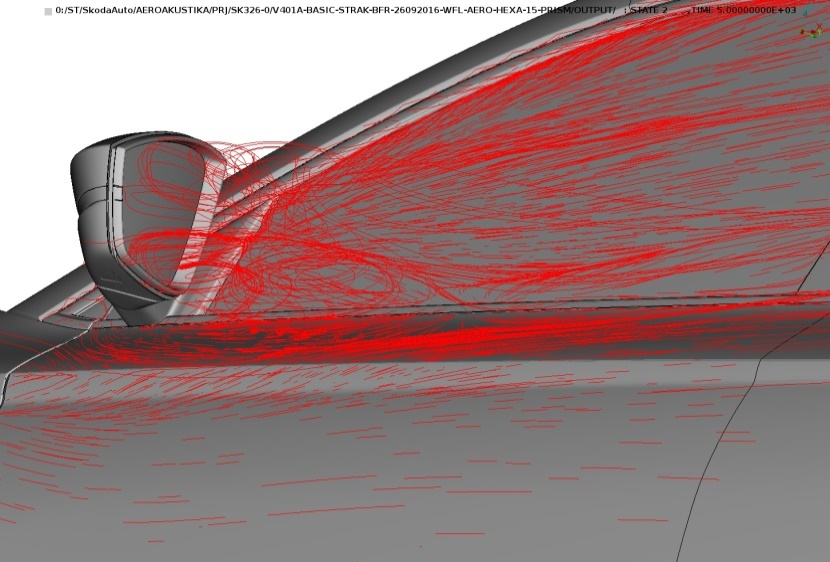 0:/ST/SkodaAuto/AEROAKUSTIKA/PRJ/SK326-0/V401A-BASIC-STRAK-BFR-26092016-WFL-AERO-HEXA-15-PRISM/OUTPUT/ : STATE 2 ,TIME 5.00000000E+03